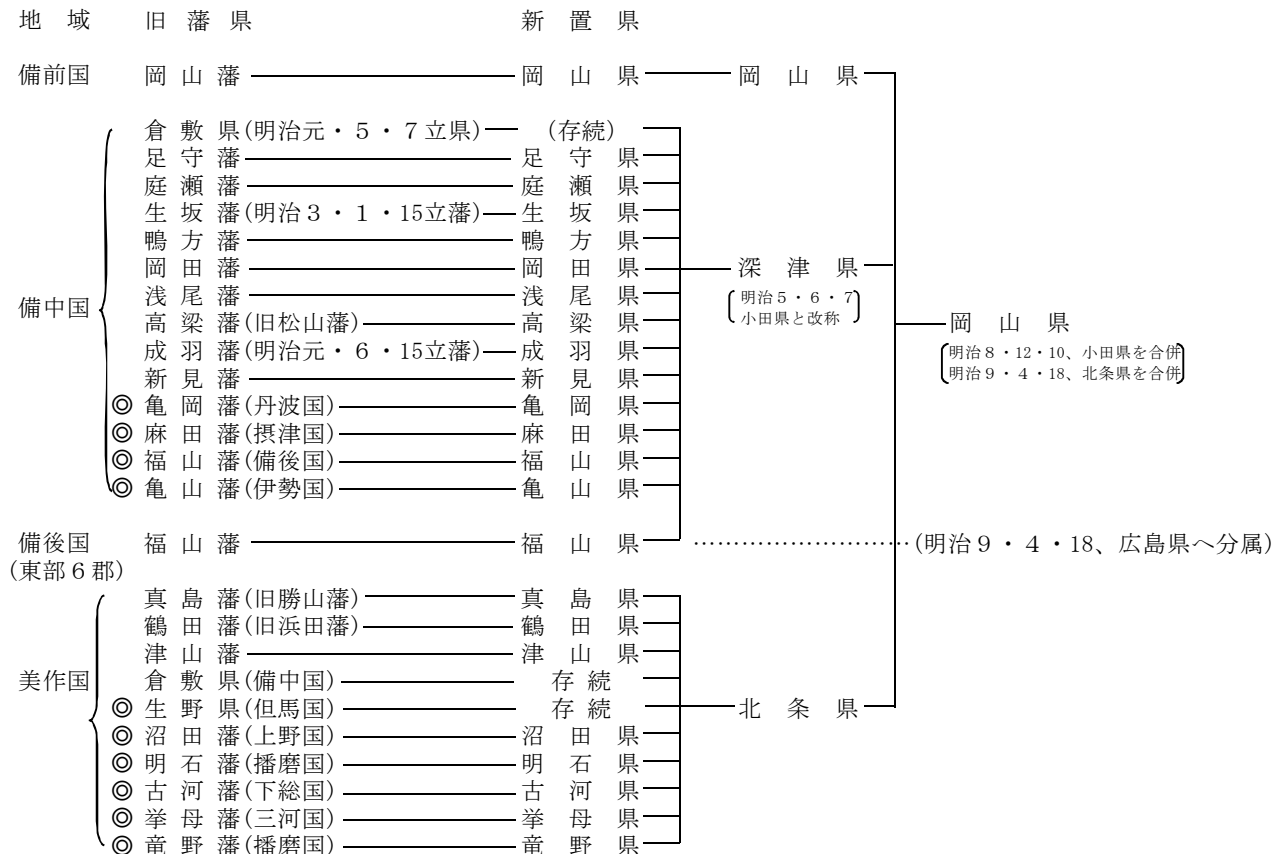 地域 旧藩県 新置県
備前国 岡山藩 岡山県 岡山県
倉敷県(明治元・5・7立県) (存続)
足守藩 足守県
庭瀬藩 庭瀬県
生坂藩(明治3・1・15立藩) 生坂県
鴨方藩 鴨方県
岡田藩 岡田県 深津県
浅尾藩 浅尾県 明治5・6・7
備中国
高梁藩(旧松山藩) 高梁県 小田県と改称 岡山県
成羽藩(明治元・6・15立藩) 成羽県 明治8・12・10、小田県を合併
新見藩 新見県 明治9・4・18、北条県を合併
◎亀岡藩(丹波国) 亀岡県
◎麻田藩(摂津国) 麻田県
◎福山藩(備後国) 福山県
◎亀山藩(伊勢国) 亀山県
備後国 福山藩 福山県 ……………………(明治9・4・18、広島県へ分属)
(東部6郡)
真島藩(旧勝山藩) 真島県
鶴田藩(旧浜田藩) 鶴田県
津山藩 津山県
美作国 倉敷県(備中国) 存続
◎生野県(但馬国) 存続 北条県
◎沼田藩(上野国) 沼田県
◎明石藩(播磨国) 明石県
◎古河藩(下総国) 古河県
◎挙母藩(三河国) 挙母県
◎竜野藩(播磨国) 竜野県